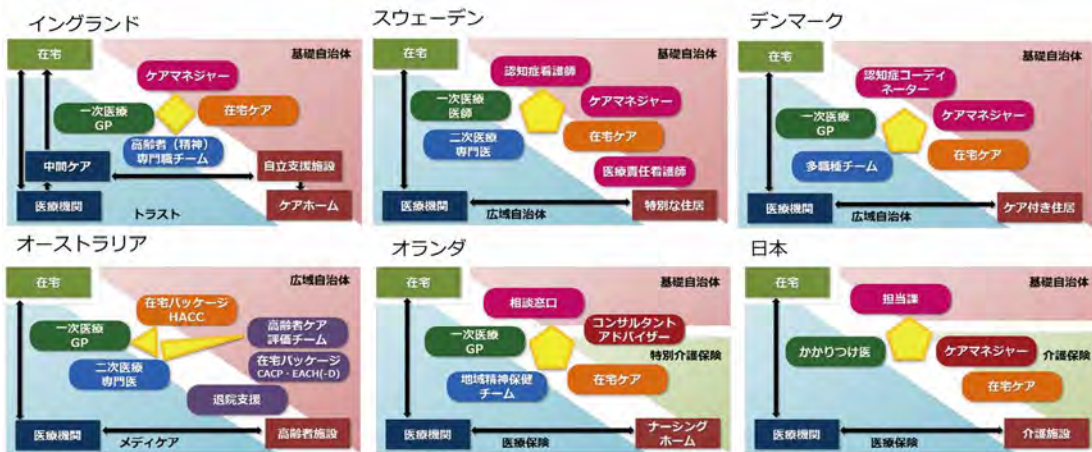 イングランド
在宅
基礎自治体
ケアマネジャー
一次医療
GP
在宅ケア
高齢者（精神）
専門職チーム
中間ケア
自立支援施設
医療機関
トラスト
ケアホーム
スウェーデン
在宅
基礎自治体
認知症看護師
一次医療
医師
ケアマネジャー
二次医療
専門医
在宅ケア
医療責任看護師
医療機関
広域自治体
特別な住居
デンマーク
在宅
基礎自治体
認知症コーディ
ネーター
一次医療
GP
ケアマネジャー
多職種チーム
在宅ケア
医療機関
広域自治体
ケア付き住居
オーストラリア
在宅
広域自治体
在宅パッケージ
HACC
一次医療
GP
高齢者ケア
評価チーム
二次医療
専門医
在宅パッケージ
CACP・EACH(-D)
退院支援
医療機関
メディケア
高齢者施設
オランダ
在宅
基礎自治体
相談窓口
一次医療
GP
コンサルタント
アドバイザー
特別介護保険
地域精神保健
チーム
在宅ケア
医療機関
医療保険
ナーシング
ホーム
日本
在宅
基礎自治体
担当課
かかりつけ医
ケアマネジャー
介護保険
在宅ケア
医療機関
医療保険
介護施設